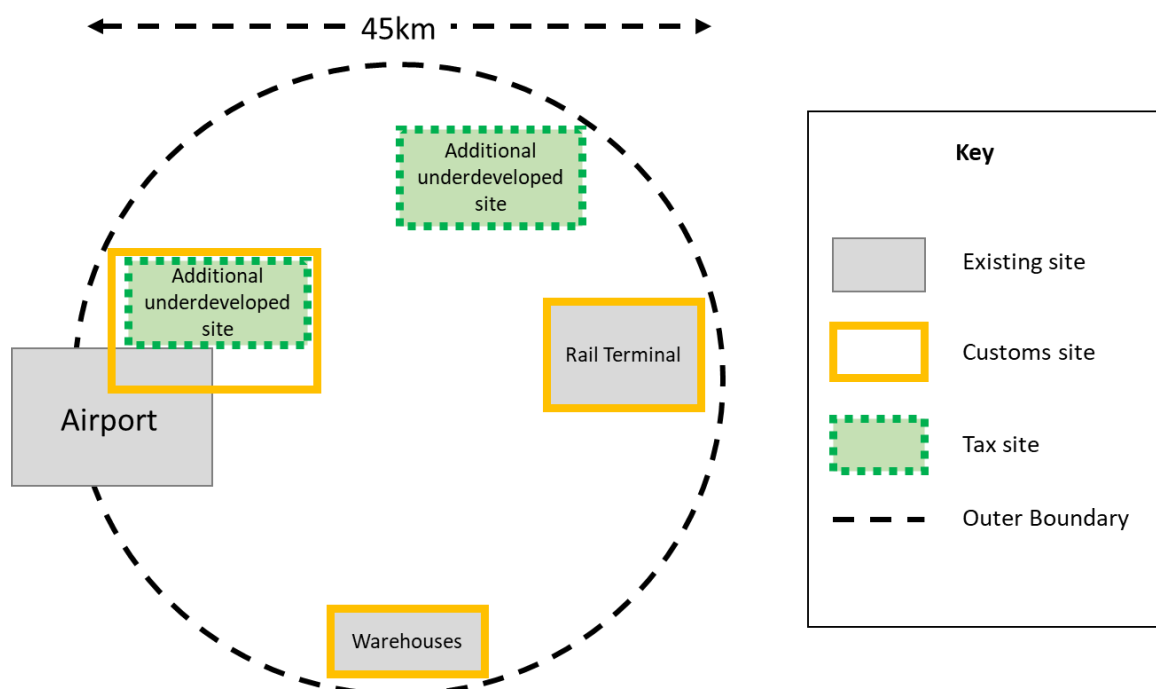 45km
Additional
underdeveloped
site
Additional
underdeveloped
site
Rail Terminal
Airport
Warehouses
Key
Existing site
Customs site
Tax site
Outer Boundary